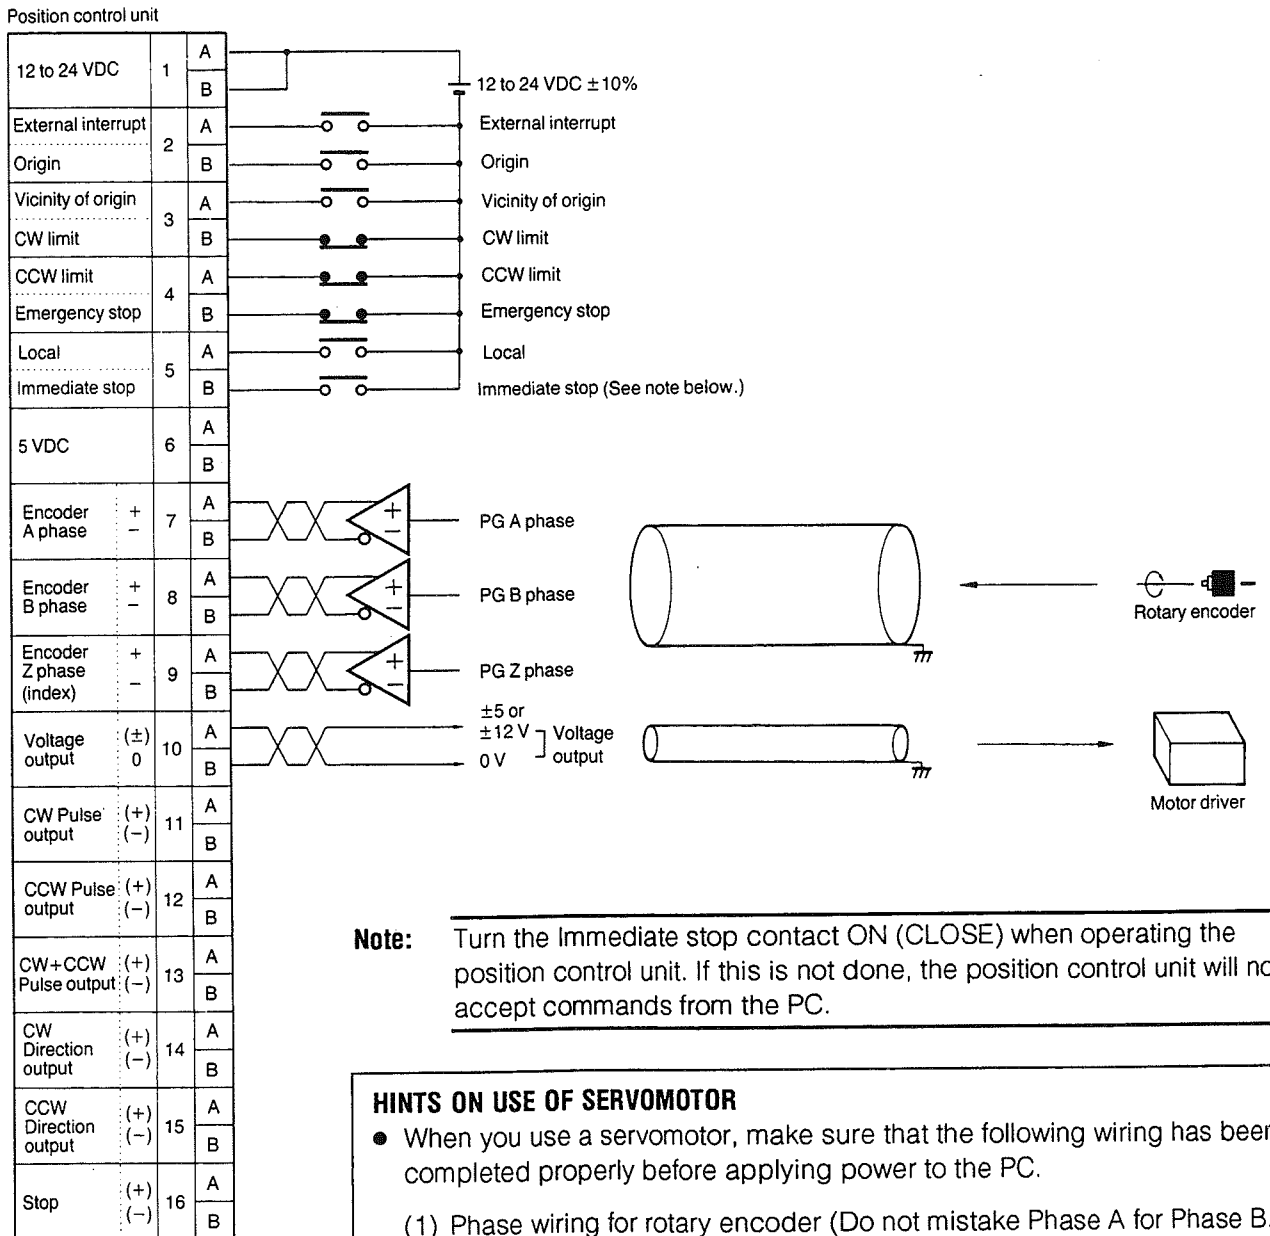 Position control unit
12 to 24 VDC 1 A
B
12 to 24 VDC ±10%
External interrupt 2 A External interrupt
Origin B Origin
Vicinity of origin 3 A Vicinity of origin
CW limit B CW limit
CCW limit 4 A CCW limit
Emergency stop B Emergency stop
Local 5 A Local
Immediate stop B Immediate stop (See note below.)
5 VDC 6 A
B
Encoder + 7 A + PG A phase
A phase − B −
Encoder + 8 A + PG B phase
B phase − B −
Rotary encoder
Encoder + 9 A + PG Z phase
Z phase
(index) − B −
Voltage (±) 10 A ±5 or
±12 V Voltage
output 0 B 0 V output
Motor driver
CW Pulse (+) 11 A
output (−) B
CCW Pulse (+) 12 A
output (−) B
CW+CCW (+) 13 A
Pulse output (−) B
CW
Direction (+) 14 A
output (−) B
CCW
Direction (+) 15 A
output (−) B
Stop (+) 16 A
(−) B
Note: Turn the Immediate stop contact ON (CLOSE) when operating the
position control unit. If this is not done, the position control unit will no
accept commands from the PC.
HINTS ON USE OF SERVOMOTOR
● When you use a servomotor, make sure that the following wiring has been
completed properly before applying power to the PC.
(1) Phase wiring for rotary encoder (Do not mistake Phase A for Phase B.